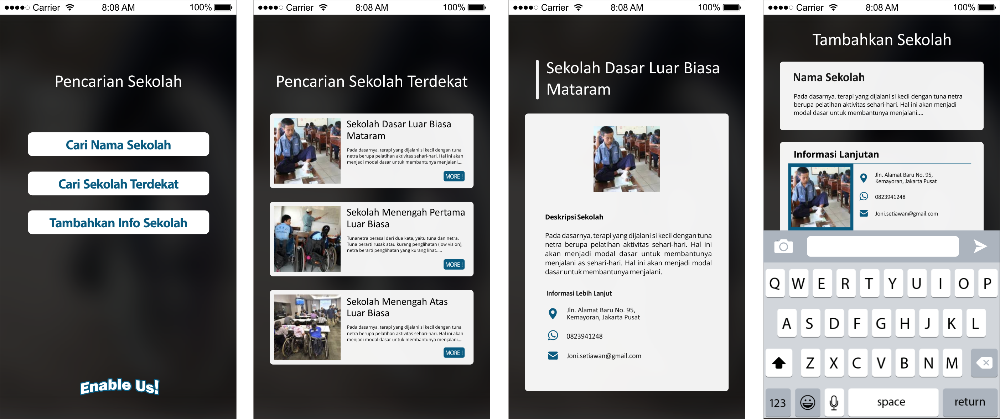 Carrier 8:08 AM 100%
Pencarian Sekolah
Cari Nama Sekolah
Cari Sekolah Terdekat
Tambahkan Info Sekolah
Enable Us!
Carrier 8:08 AM 100%
Pencarian Sekolah Terdekat
Sekolah Dasar Luar Biasa
Mataram
Pada dasarnya, terapi yang dijalani si kecil dengan tuna
netra berupa pelatihan aktivitas sehari-hari. Hal ini akan
menjadi modal dasar untuk membantunya menjalani....
MORE !
Sekolah Menengah Pertama
Luar Biasa
Tunanetra berasal dari dua kata, yaitu tuna dan netra.
Tuna berarti rusak atau kurang penglihatan (low vision),
netra berarti penglihatan yang kurang lihat.....
MORE !
Sekolah Menengah Atas
Luar Biasa
Pada dasarnya, terapi yang dijalani si kecil dengan tuna
netra berupa pelatihan aktivitas sehari-hari. Hal ini akan
menjadi modal dasar untuk membantunya menjalani....
MORE !
Carrier 8:08 AM 100%
Sekolah Dasar Luar Biasa
Mataram
Deskripsi Sekolah
Pada dasarnya, terapi yang dijalani si kecil dengan tuna
netra berupa pelatihan aktivitas sehari-hari. Hal ini
akan menjadi modal dasar untuk membantunya
menjalani as sehari-hari. Hal ini akan menjadi modal
dasar untuk membantunya menjalani.
Informasi Lebih Lanjut
Jln. Alamat Baru No. 95,
Kemayoran, Jakarta Pusat
0823941248
Joni.setiawan@gmail.com
Carrier 8:08 AM 100%
Tambahkan Sekolah
Nama Sekolah
Pada dasarnya, terapi yang dijalani si kecil dengan tuna netra
berupa pelatihan aktivitas sehari-hari. Hal ini akan menjadi
modal dasar untuk membantunya menjalani....
Informasi Lanjutan
Jln. Alamat Baru No. 95,
Kemayoran, Jakarta Pusat
0823941248
Joni.setiawan@gmail.com
Q W E R T Y U I O P
A S D F G H J K L
Z X C V B N M
123 space return